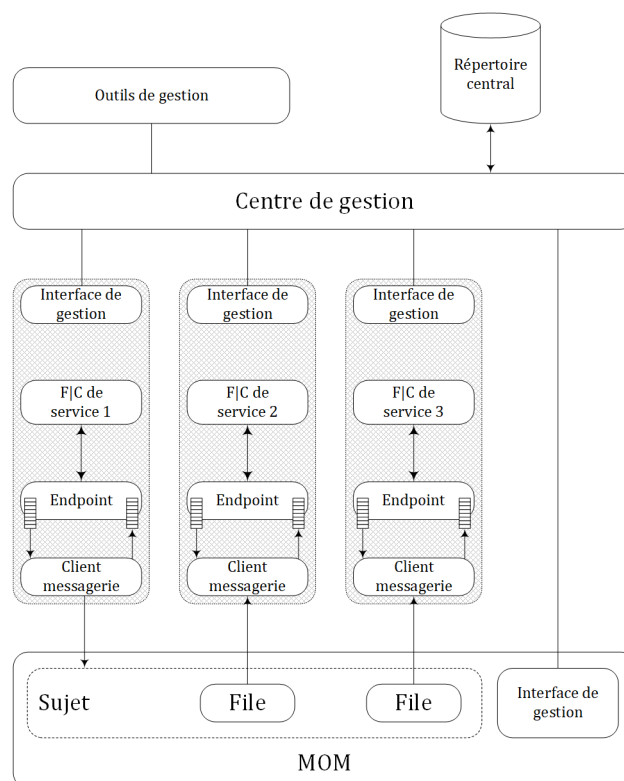 Répertoire
central
Outils de gestion
Centre de gestion
Interface de
gestion
Interface de
gestion
Interface de
gestion
F|C de
service 1
F|C de
service 2
F|C de
service 3
Endpoint
Endpoint
Endpoint
Client
messagerie
Client
messagerie
Client
messagerie
Sujet
File
File
Interface de
gestion
MOM